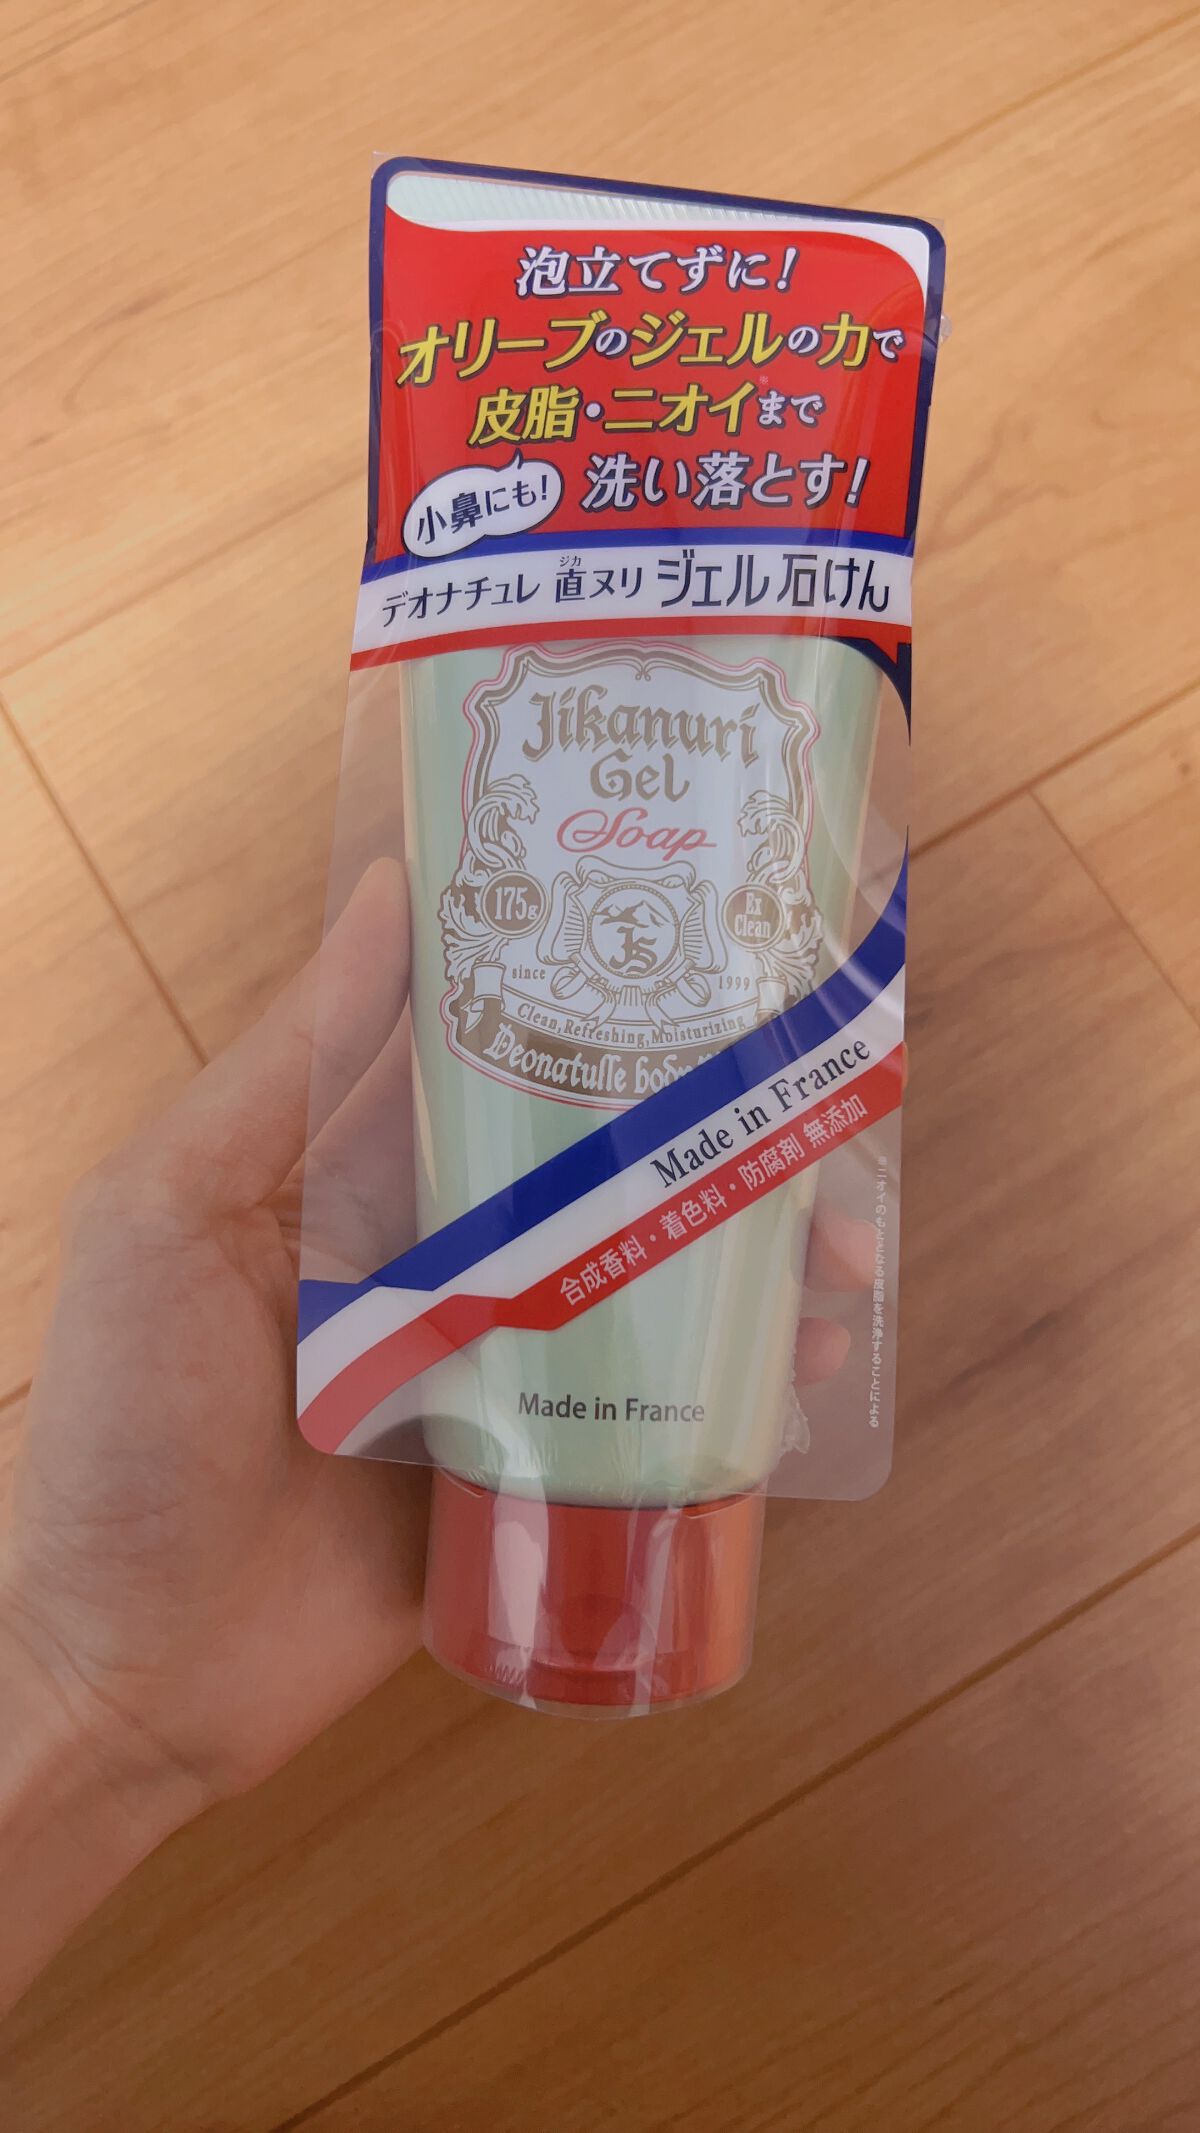 泡立てずに!
オリーブのジェルの力で
皮脂・ニオイ※まで
洗い落とす!
小鼻にも!
ジカ
デオナチュレ 直ヌリ ジェル石けん
Jikanuri
Gel
Soap
175g
Ex
Clean
JS
since 1999
Clean, Refreshing, Moisturizing
Deonatulle body
Made in France
合成香料・着色料・防腐剤 無添加
※ニオイのもととなる皮脂を洗浄することによる
Made in France